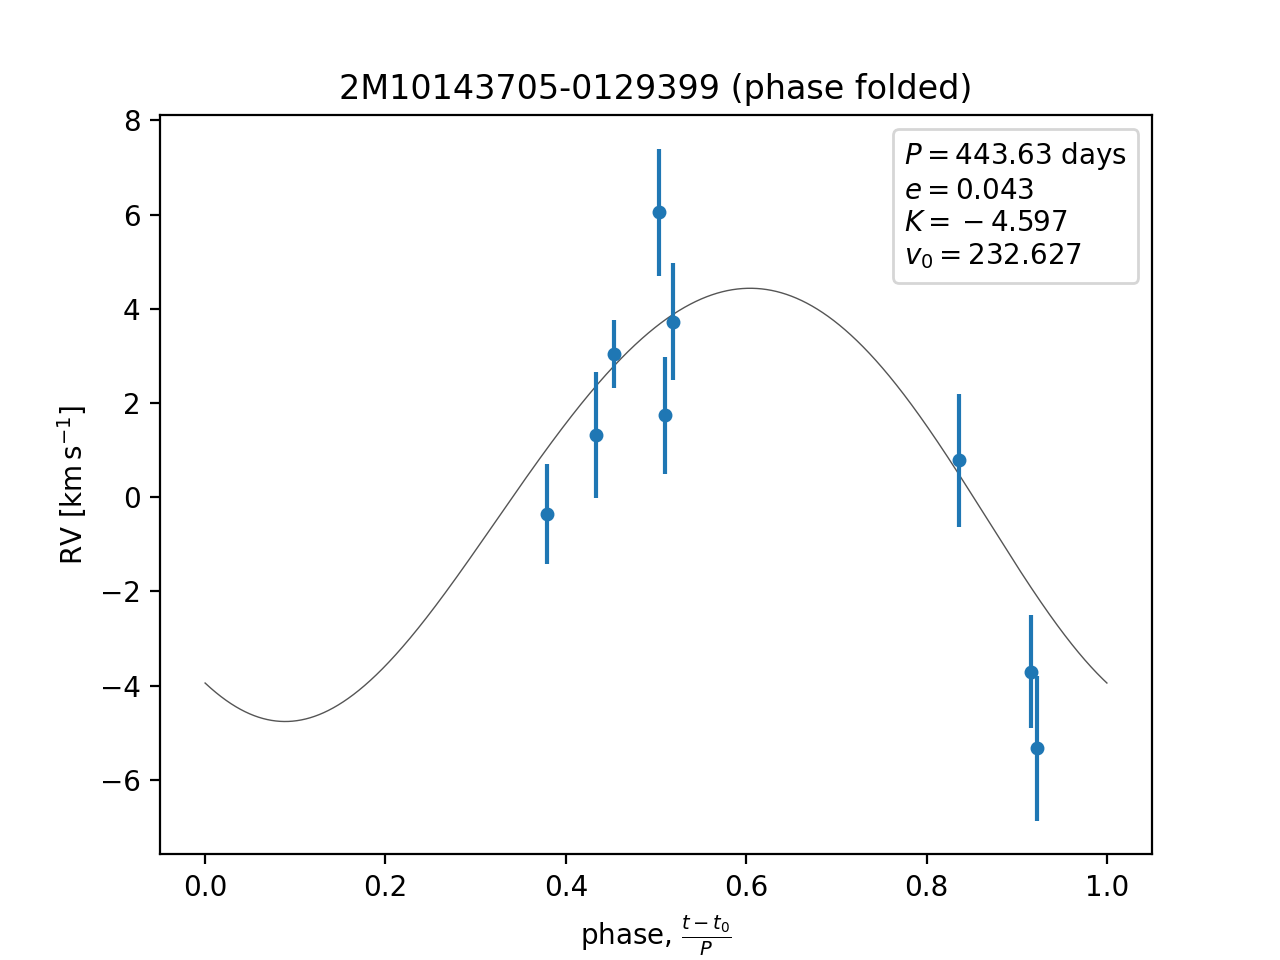 2M10143705-0129399 (phase folded)
P = 443.63 days
e = 0.043
K = −4.597
v₀ = 232.627
8
6
4
2
0
−2
−4
−6
RV [km s⁻¹]
0.0 0.2 0.4 0.6 0.8 1.0
phase, (t − t₀)/P